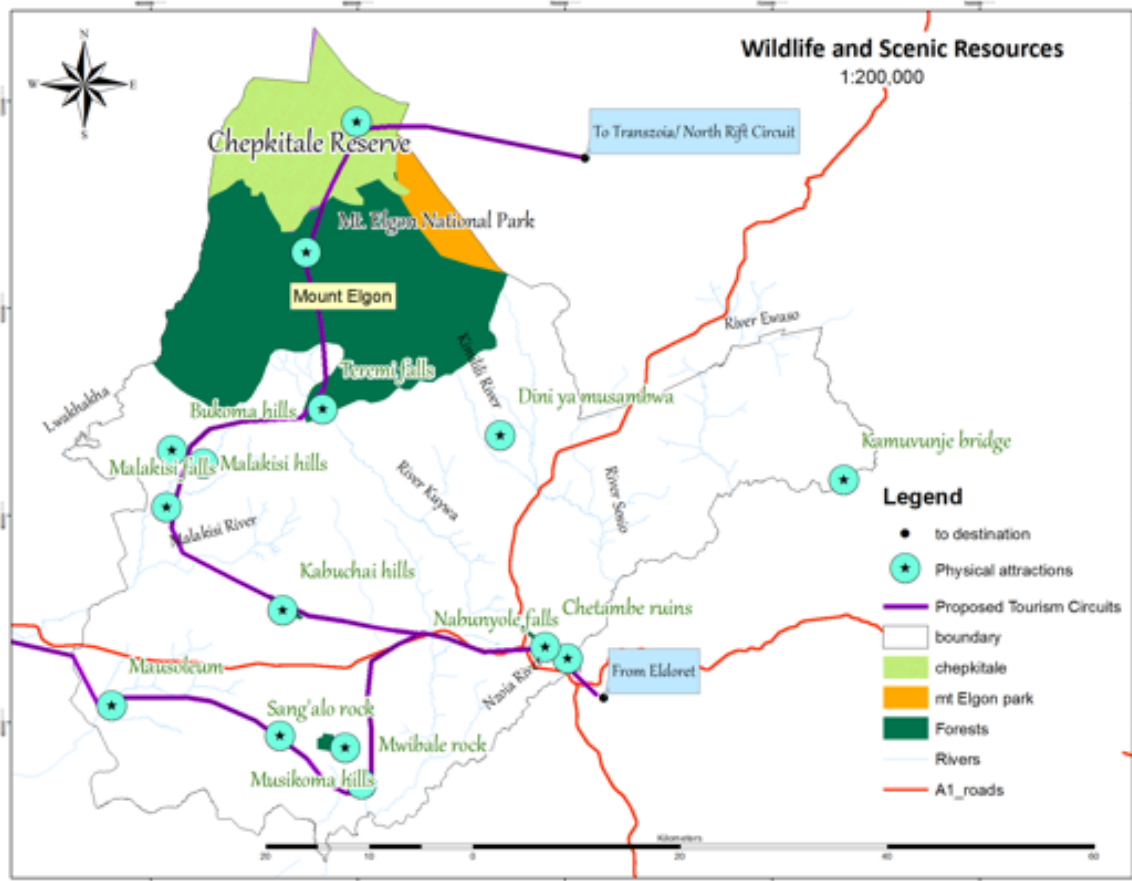 Wildlife and Scenic Resources
1:200,000
N
W
E
S
To Transzoia/ North Rift Circuit
Chepkitale Reserve
Mt. Elgon National Park
Mount Elgon
River Ewaso
Kimilili River
Teremi falls
Lwakhakha
Bukoma hills
Dini ya musambwa
Kamuvunje bridge
Malakisi falls
Malakisi hills
River Kuywa
River Sosio
Malakisi River
Kabuchai hills
Nabunyole falls
Chetambe ruins
Mausoleum
From Eldoret
Nzoia River
Sang'alo rock
Mwibale rock
Musikoma hills
Legend
to destination
Physical attractions
Proposed Tourism Circuits
boundary
chepkitale
mt Elgon park
Forests
Rivers
A1_roads
Kilometers
20 10 0 20 40 60